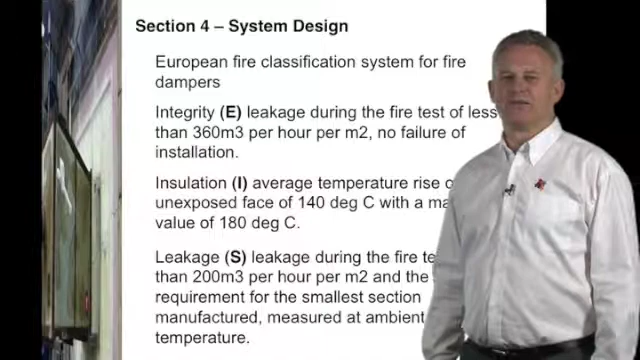 Section 4 – System Design
European fire classification system for fire
dampers
Integrity (E) leakage during the fire test of less
than 360m3 per hour per m2, no failure of
installation.
Insulation (I) average temperature rise
unexposed face of 140 deg C with a
value of 180 deg C.
Leakage (S) leakage during the fire
than 200m3 per hour per m2 and the
requirement for the smallest section
manufactured, measured at ambient
temperature.